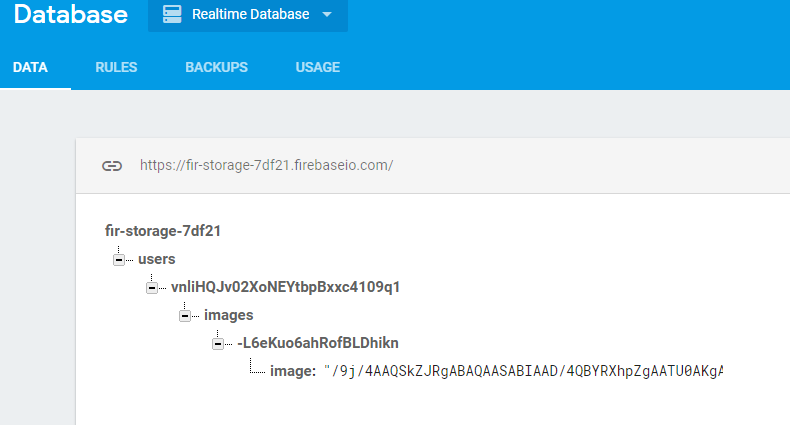 Database
Realtime Database
DATA RULES BACKUPS USAGE
https://fir-storage-7df21.firebaseio.com/
fir-storage-7df21
users
vnliHQJv02XoNEYtbpBxxc4109q1
images
-L6eKuo6ahRofBLDhikn
image: "/9j/4AAQSkZJRgABAQAASABIAAD/4QBYRXhpZgAATU0AKgA